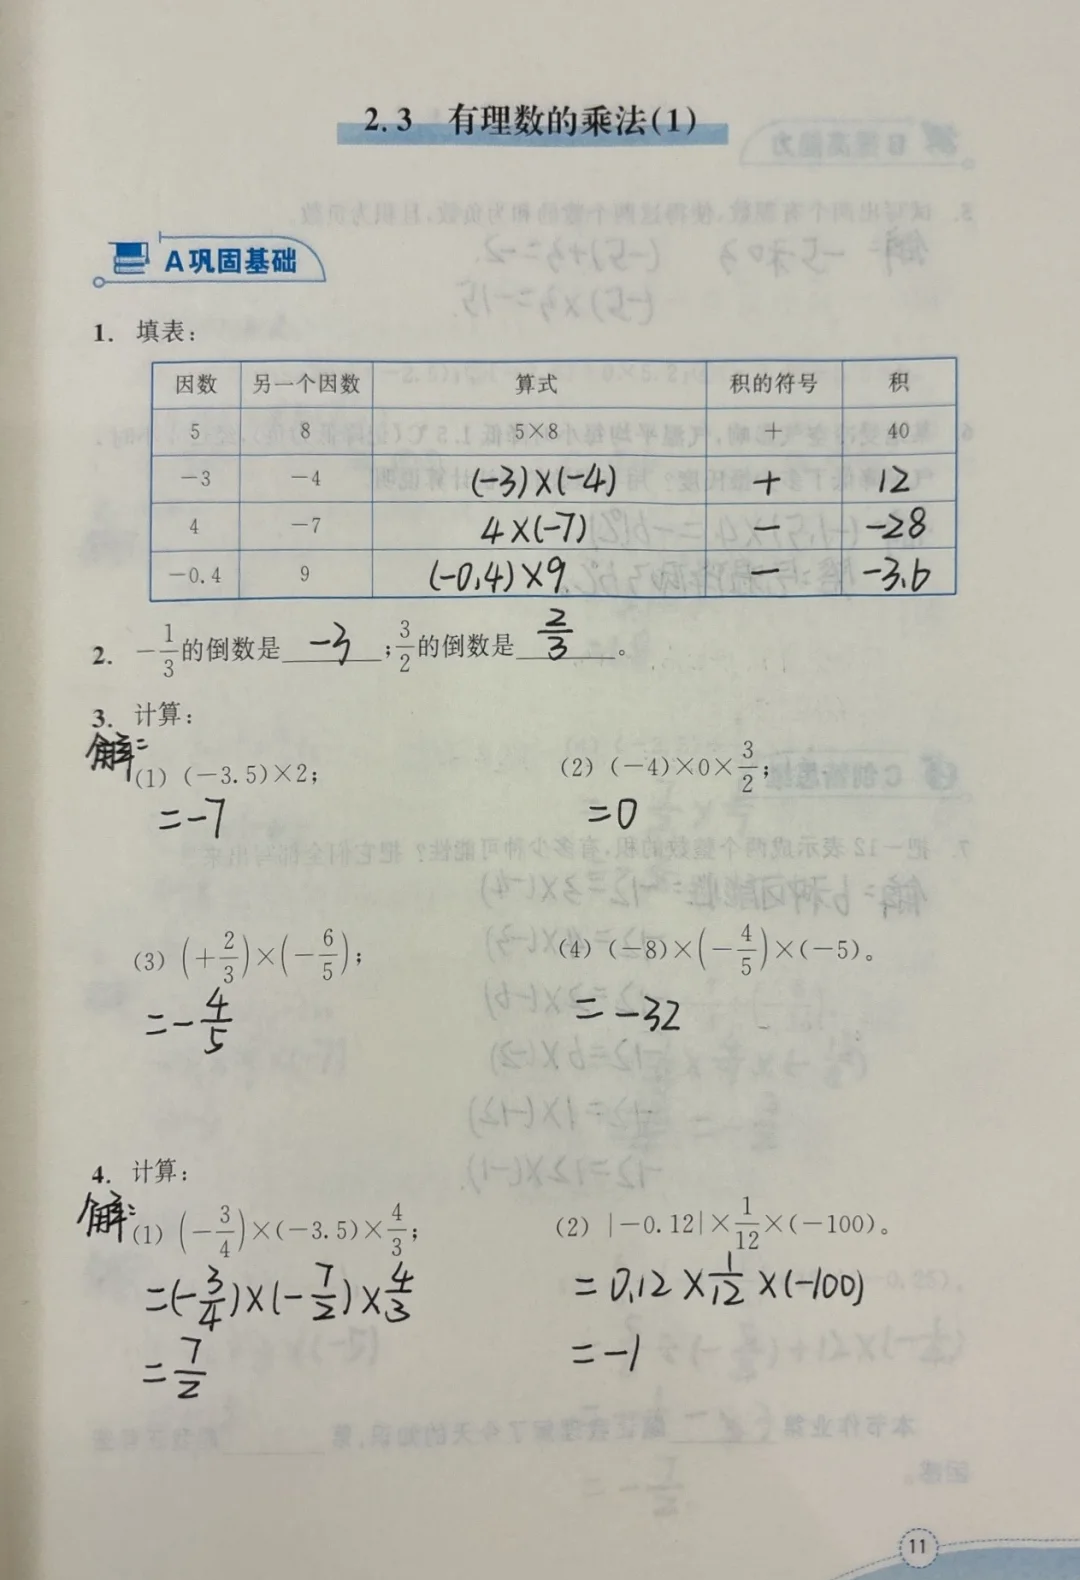 2.3 有理数的乘法(1)
A 巩固基础
1. 填表:
因数 另一个因数 算式 积的符号 积
5 8 5×8 + 40
-3 -4 (-3)×(-4) + 12
4 -7 4×(-7) - -28
-0.4 9 (-0.4)×9 - -3.6
2. -1/3的倒数是 -3 ;3/2的倒数是 2/3 。
3. 计算:
解:
(1) (-3.5)×2; (2) (-4)×0×3/2;
=-7 =0
(3) (+2/3)×(-6/5); (4) (-8)×(-4/5)×(-5)。
=-4/5 =-32
4. 计算:
解:
(1) (-3/4)×(-3.5)×4/3; (2) |-0.12|×1/12×(-100)。
=(-3/4)×(-7/2)×4/3 =0.12×1/12×(-100)
=7/2 =-1
11